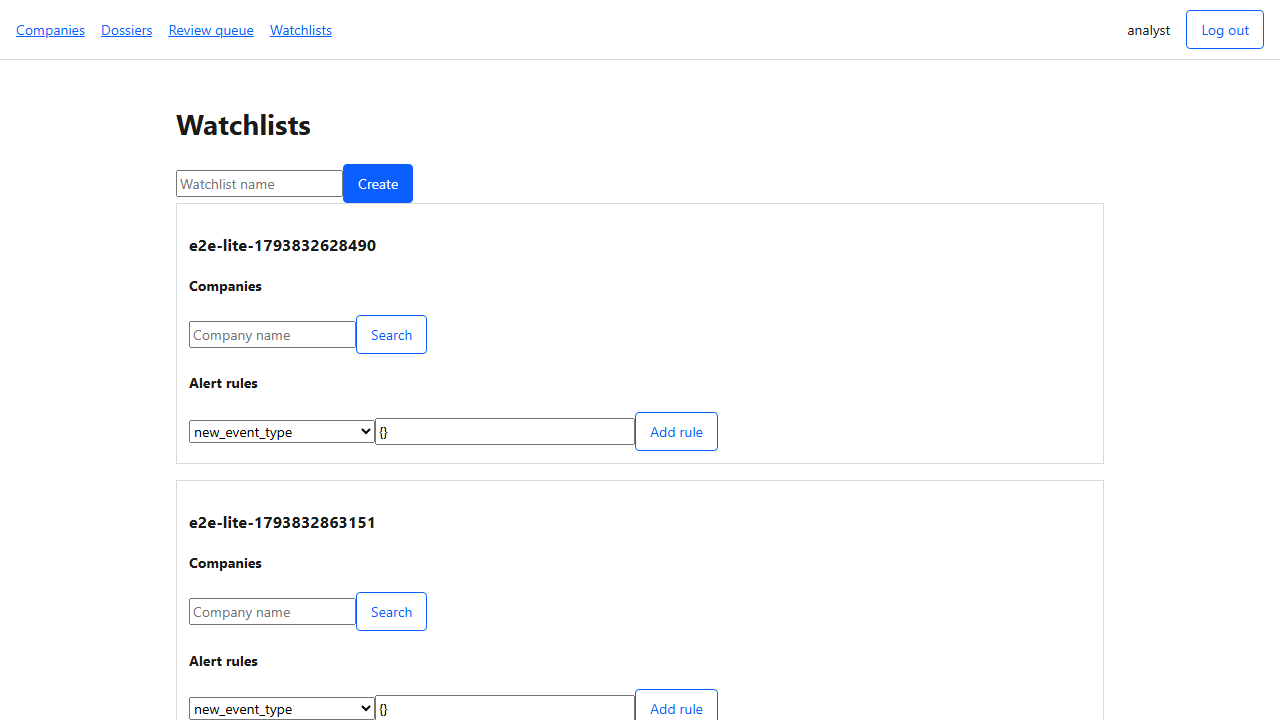 Companies Dossiers Review queue Watchlists analyst Log out
Watchlists
Watchlist name Create
e2e-lite-1793832628490
Companies
Company name Search
Alert rules
new_event_type {} Add rule
e2e-lite-1793832863151
Companies
Company name Search
Alert rules
new_event_type {} Add rule